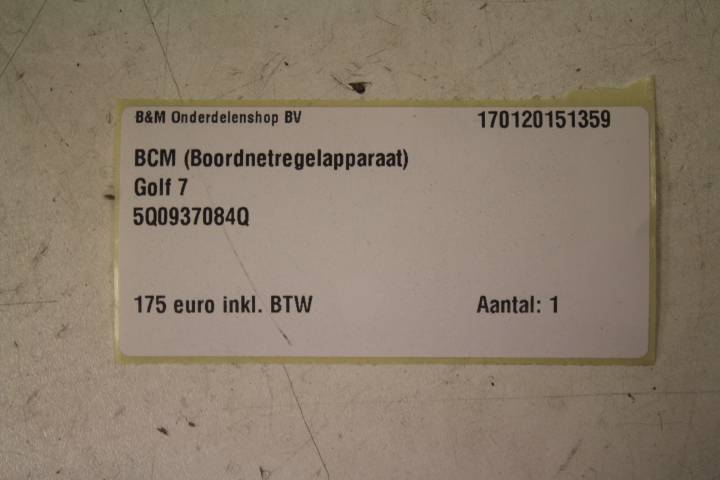 B&M Onderdelenshop BV 170120151359
BCM (Boordnetregelapparaat)
Golf 7
5Q0937084Q
175 euro inkl. BTW Aantal: 1